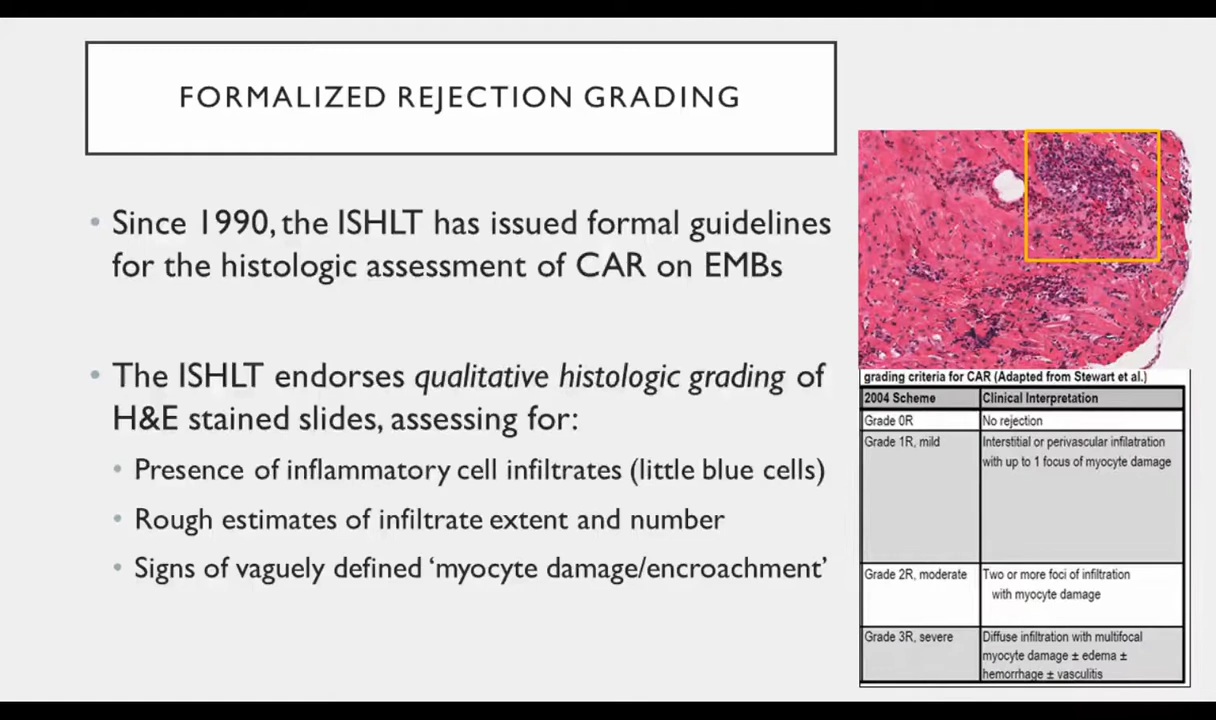 FORMALIZED REJECTION GRADING
• Since 1990, the ISHLT has issued formal guidelines
for the histologic assessment of CAR on EMBs
• The ISHLT endorses qualitative histologic grading of
H&E stained slides, assessing for:
• Presence of inflammatory cell infiltrates (little blue cells)
• Rough estimates of infiltrate extent and number
• Signs of vaguely defined ‘myocyte damage/encroachment’
grading criteria for CAR (Adapted from Stewart et al.)
2004 Scheme Clinical Interpretation
Grade 0R No rejection
Grade 1R, mild Interstitial or perivascular infilatration
with up to 1 focus of myocyte damage
Grade 2R, moderate Two or more foci of infiltration
with myocyte damage
Grade 3R, severe Diffuse infiltration with multifocal
myocyte damage ± edema ±
hemorrhage ± vasculitis